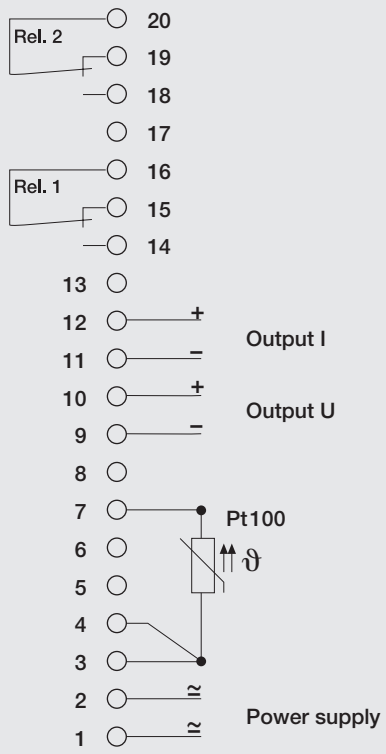 20
Rel. 2
19
18
17
16
Rel. 1
15
14
13
12 +
Output I
11 −
10 +
Output U
9 −
8
7
Pt100
6
ϑ
5
4
3
2 ≃
Power supply
1 ≃